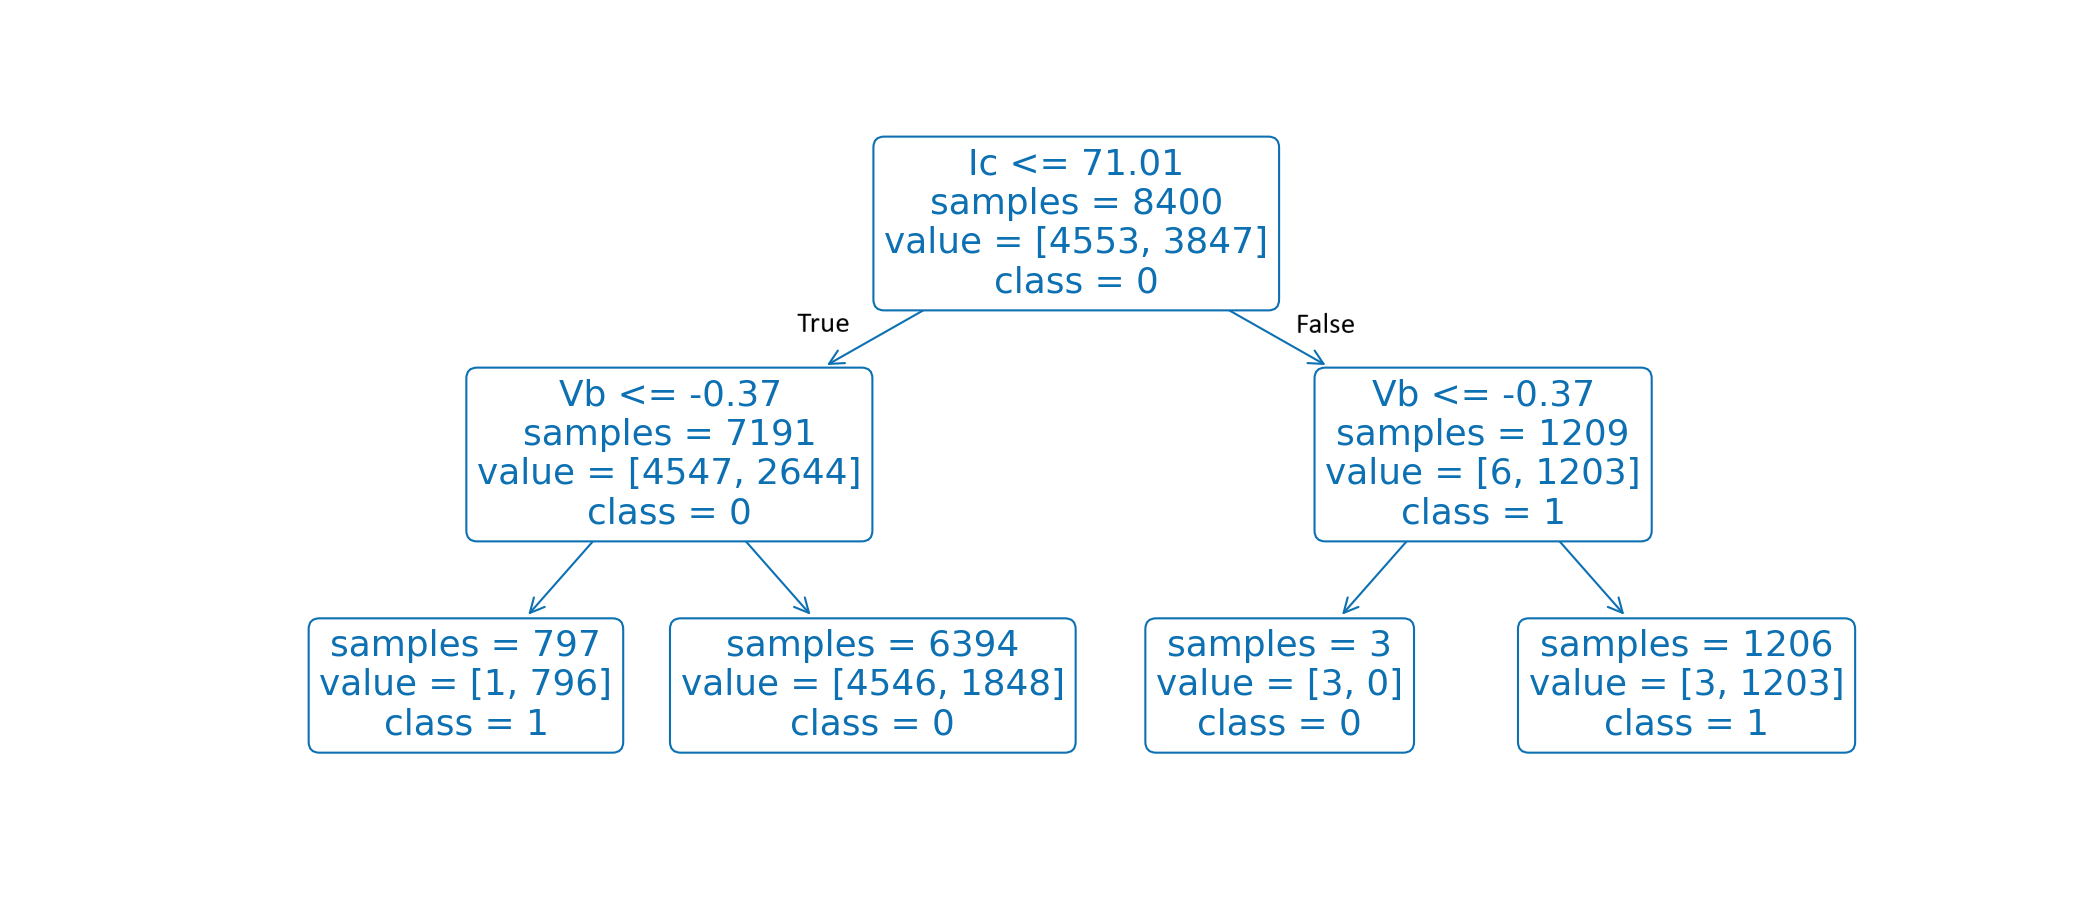 Ic <= 71.01
samples = 8400
value = [4553, 3847]
class = 0
True
False
Vb <= -0.37
samples = 7191
value = [4547, 2644]
class = 0
Vb <= -0.37
samples = 1209
value = [6, 1203]
class = 1
samples = 797
value = [1, 796]
class = 1
samples = 6394
value = [4546, 1848]
class = 0
samples = 3
value = [3, 0]
class = 0
samples = 1206
value = [3, 1203]
class = 1